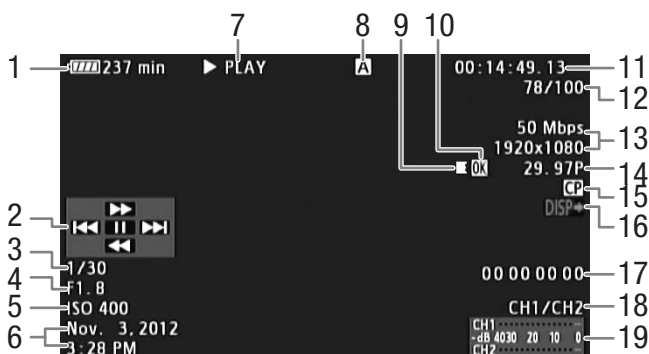 7 8 9 10
1 237 min PLAY A 00:14:49.13 11
78/100 12
50 Mbps 13
1920x1080
OK 29.97P 14
CP 15
DISP 16
2
3 1/30
4 F1.8
00 00 00 00 17
5 ISO 400
CH1/CH2 18
6 Nov. 3, 2012
3:28 PM
CH1
-dB 40 30 20 10 0 19
CH2